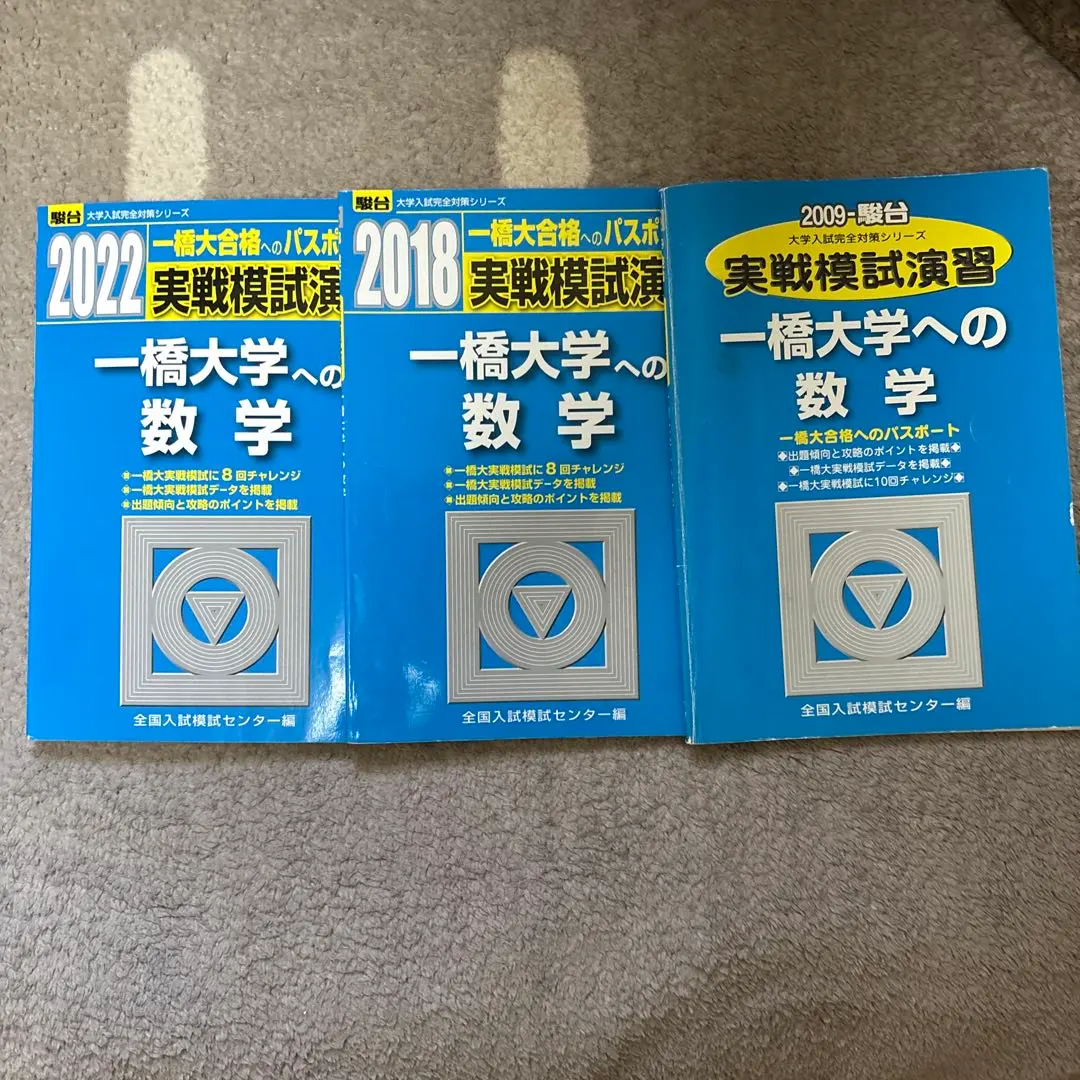 駿台 大学入試完全対策シリーズ
2022
一橋大合格へのパスポ
実戦模試演
一橋大学への
数学
一橋大実戦模試に8回チャレンジ
一橋大実戦模試データを掲載
出題傾向と攻略のポイントを掲載
全国入試模試センター編
駿台 大学入試完全対策シリーズ
2018
一橋大合格へのパスポ
実戦模試演
一橋大学への
数学
一橋大実戦模試に8回チャレンジ
一橋大実戦模試データを掲載
出題傾向と攻略のポイントを掲載
全国入試模試センター編
2009-駿台
大学入試完全対策シリーズ
実戦模試演習
一橋大学への
数学
一橋大合格へのパスポート
出題傾向と攻略のポイントを掲載
一橋大実戦模試データを掲載
一橋大実戦模試に10回チャレンジ
全国入試模試センター編